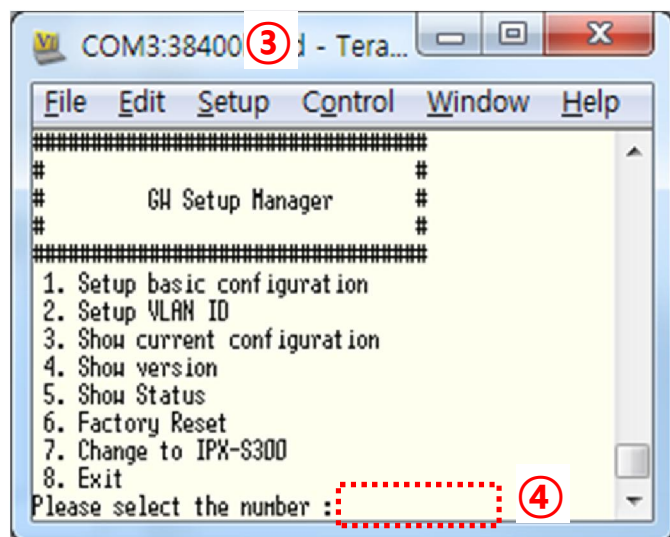 COM3:38400 d - Tera...
③
File Edit Setup Control Window Help
####################################
# #
# GW Setup Manager #
# #
####################################
1. Setup basic configuration
2. Setup VLAN ID
3. Show current configuration
4. Show version
5. Show Status
6. Factory Reset
7. Change to IPX-S300
8. Exit
Please select the number :
④